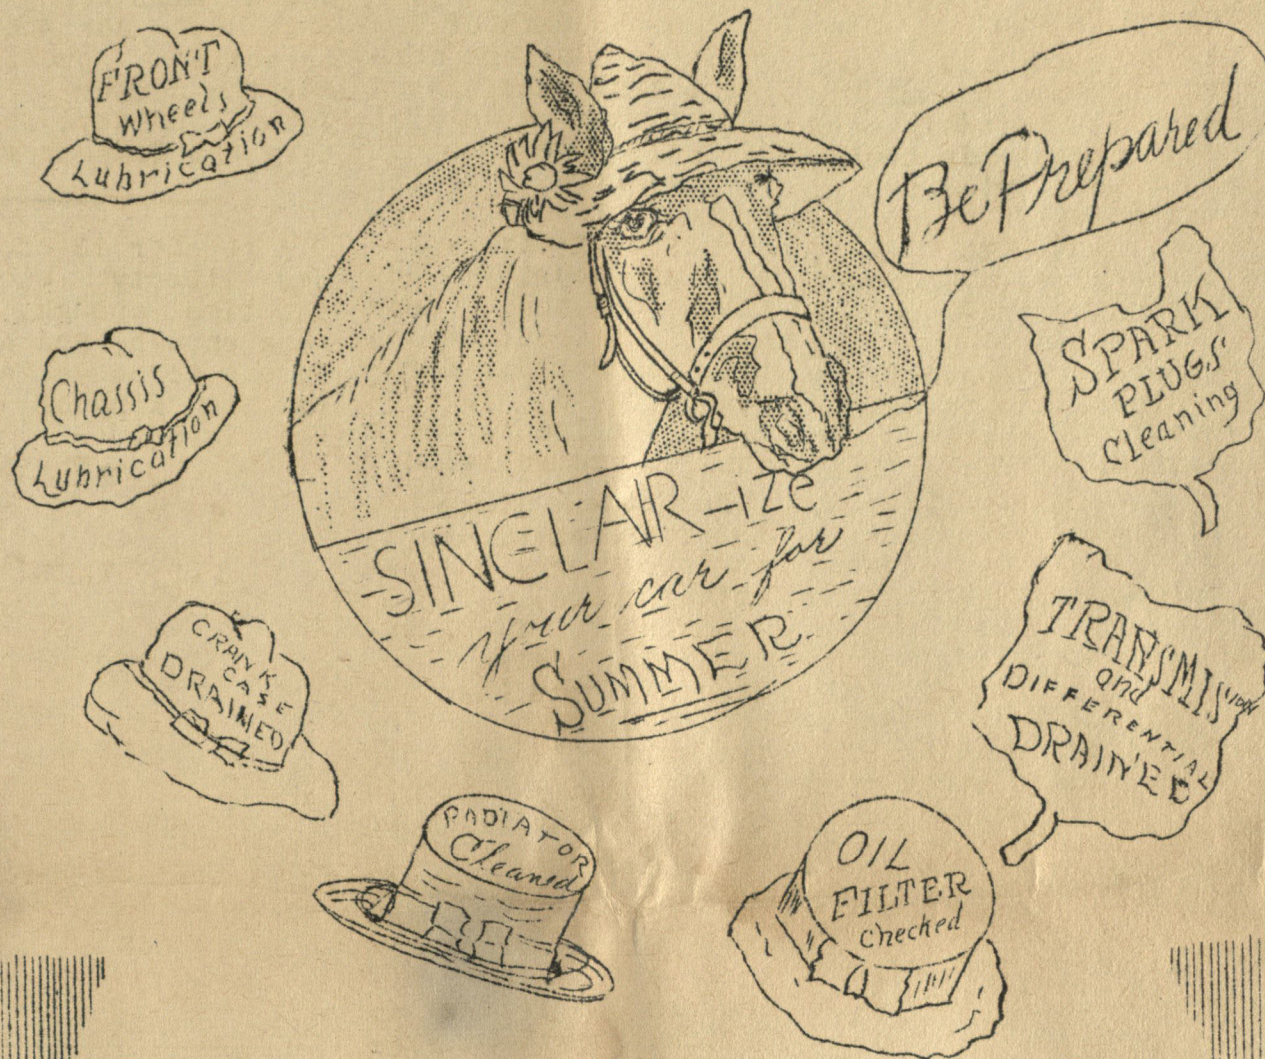 FRONT
Wheels
Lubrication
Be Prepared
Chassis
Lubrication
SPARK
PLUGS
Cleaning
SINCLAIR-ize
your car for
SUMMER
CRANK
CASE
DRAINED
TRANSMISSION
and
DIFFERENTIAL
DRAINED
RADIATOR
Cleaned
OIL
FILTER
Checked